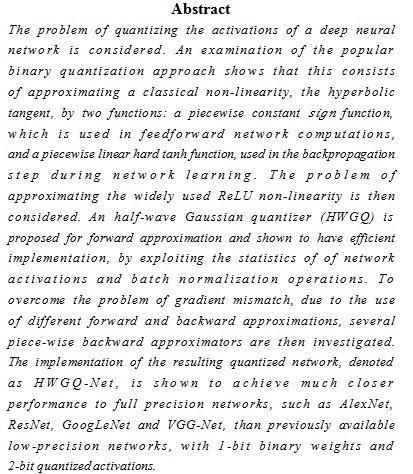 Abstract
The problem of quantizing the activations of a deep neural
network is considered. An examination of the popular
binary quantization approach shows that this consists
of approximating a classical non-linearity, the hyperbolic
tangent, by two functions: a piecewise constant sign function,
which is used in feedforward network computations,
and a piecewise linear hard tanh function, used in the backpropagation
step during network learning. The problem of
approximating the widely used ReLU non-linearity is then
considered. An half-wave Gaussian quantizer (HWGQ) is
proposed for forward approximation and shown to have efficient
implementation, by exploiting the statistics of of network
activations and batch normalization operations. To
overcome the problem of gradient mismatch, due to the use
of different forward and backward approximations, several
piece-wise backward approximators are then investigated.
The implementation of the resulting quantized network, denoted
as HWGQ-Net, is shown to achieve much closer
performance to full precision networks, such as AlexNet,
ResNet, GoogLeNet and VGG-Net, than previously available
low-precision networks, with 1-bit binary weights and
2-bit quantized activations.